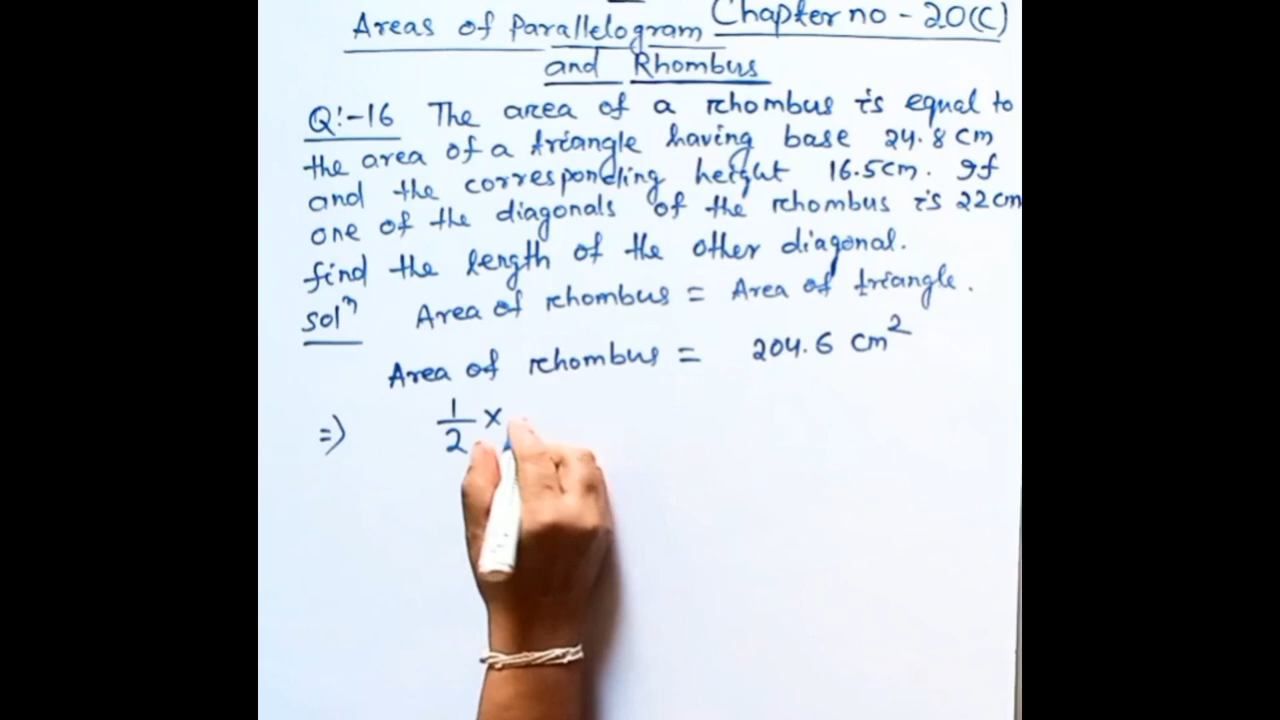 Areas of Parallelogram Chapter no - 20(C)
and Rhombus
Q:-16 The area of a rhombus is equal to
the area of a triangle having base 24.8 cm
and the corresponding height 16.5cm. If
one of the diagonals of the rhombus is 22cm
find the length of the other diagonal.
Solⁿ Area of rhombus = Area of triangle.
Area of rhombus = 204.6 cm²
=> 1/2 ×